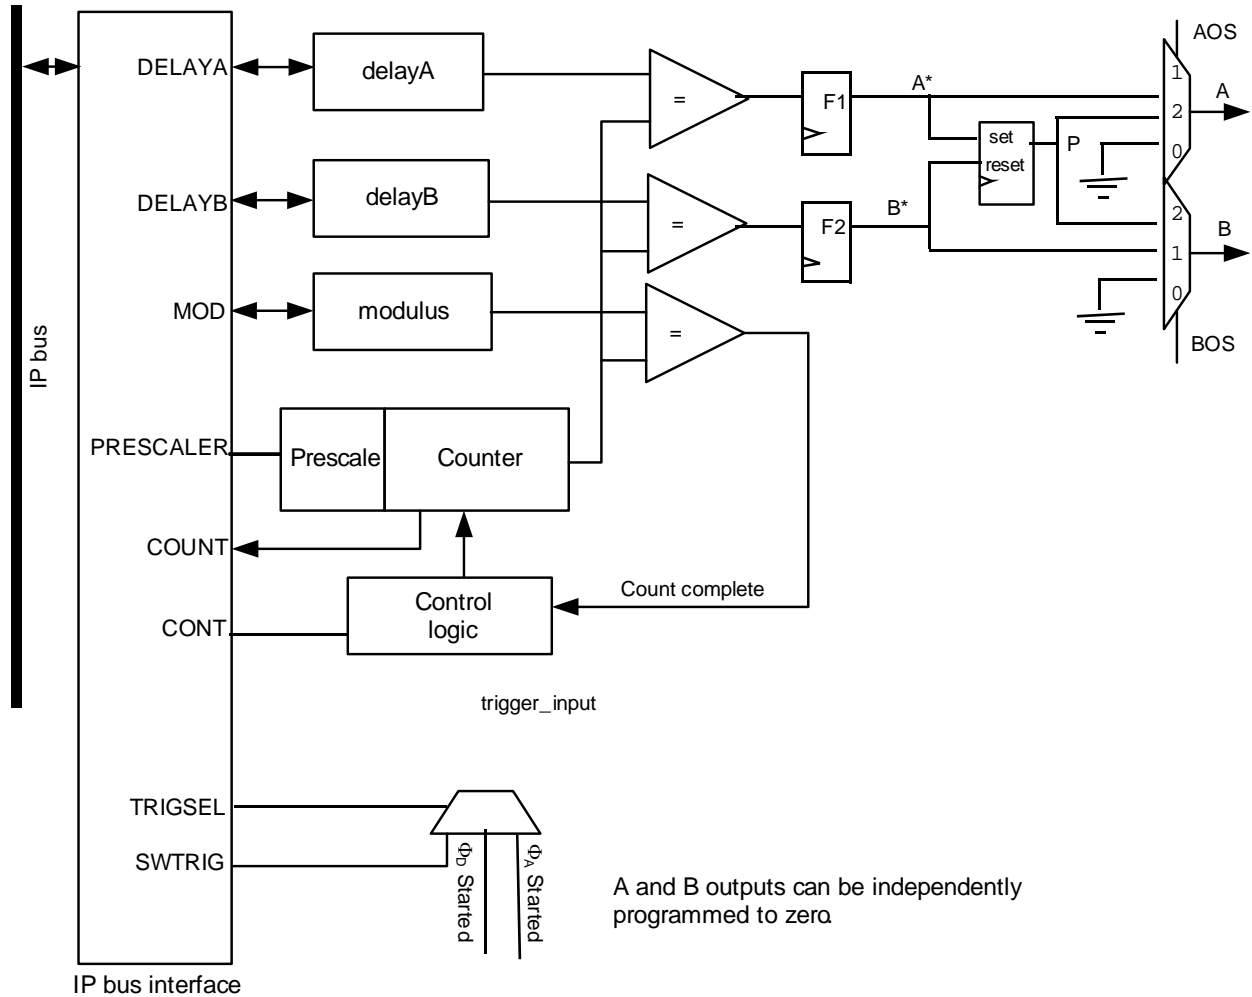 AOS
DELAYA
delayA
=
F1
A*
1
A
2
set
P
0
reset
DELAYB
delayB
=
F2
B*
2
B
1
MOD
modulus
=
0
BOS
IP bus
PRESCALER
Prescale
Counter
COUNT
Count complete
CONT
Control
logic
trigger_input
TRIGSEL
SWTRIG
ΦD Started
ΦA Started
A and B outputs can be independently
programmed to zero.
IP bus interface